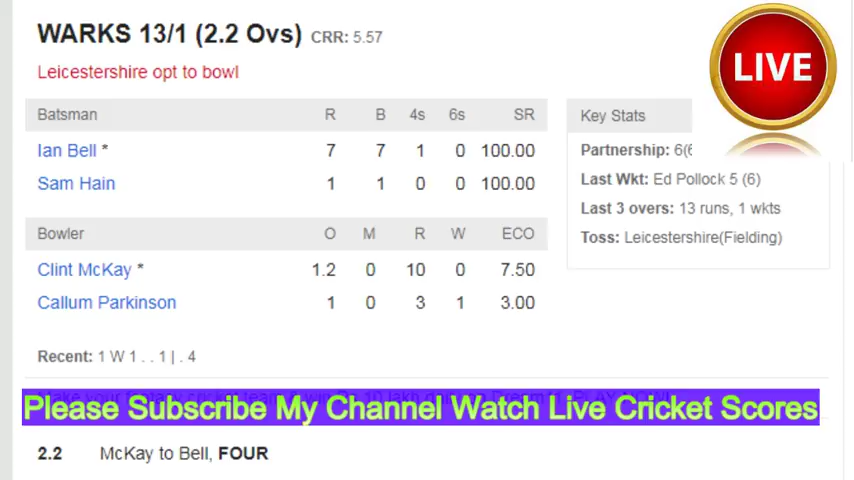 WARKS 13/1 (2.2 Ovs) CRR: 5.57
LIVE
Leicestershire opt to bowl
Batsman R B 4s 6s SR
Ian Bell * 7 7 1 0 100.00
Sam Hain 1 1 0 0 100.00
Key Stats
Partnership: 6(
Last Wkt: Ed Pollock 5 (6)
Last 3 overs: 13 runs, 1 wkts
Toss: Leicestershire(Fielding)
Bowler O M R W ECO
Clint McKay * 1.2 0 10 0 7.50
Callum Parkinson 1 0 3 1 3.00
Recent: 1 W 1 . . 1 | . 4
Please Subscribe My Channel Watch Live Cricket Scores
2.2 McKay to Bell, FOUR